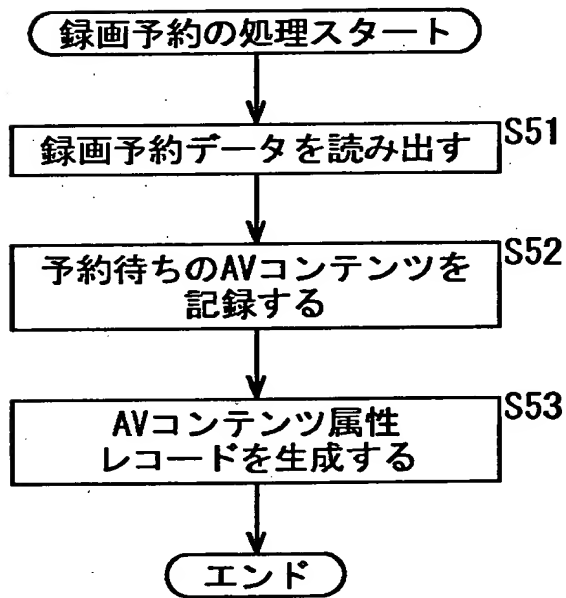 録画予約の処理スタート
録画予約データを読み出す
S51
予約待ちのAVコンテンツを
記録する
S52
AVコンテンツ属性
レコードを生成する
S53
エンド